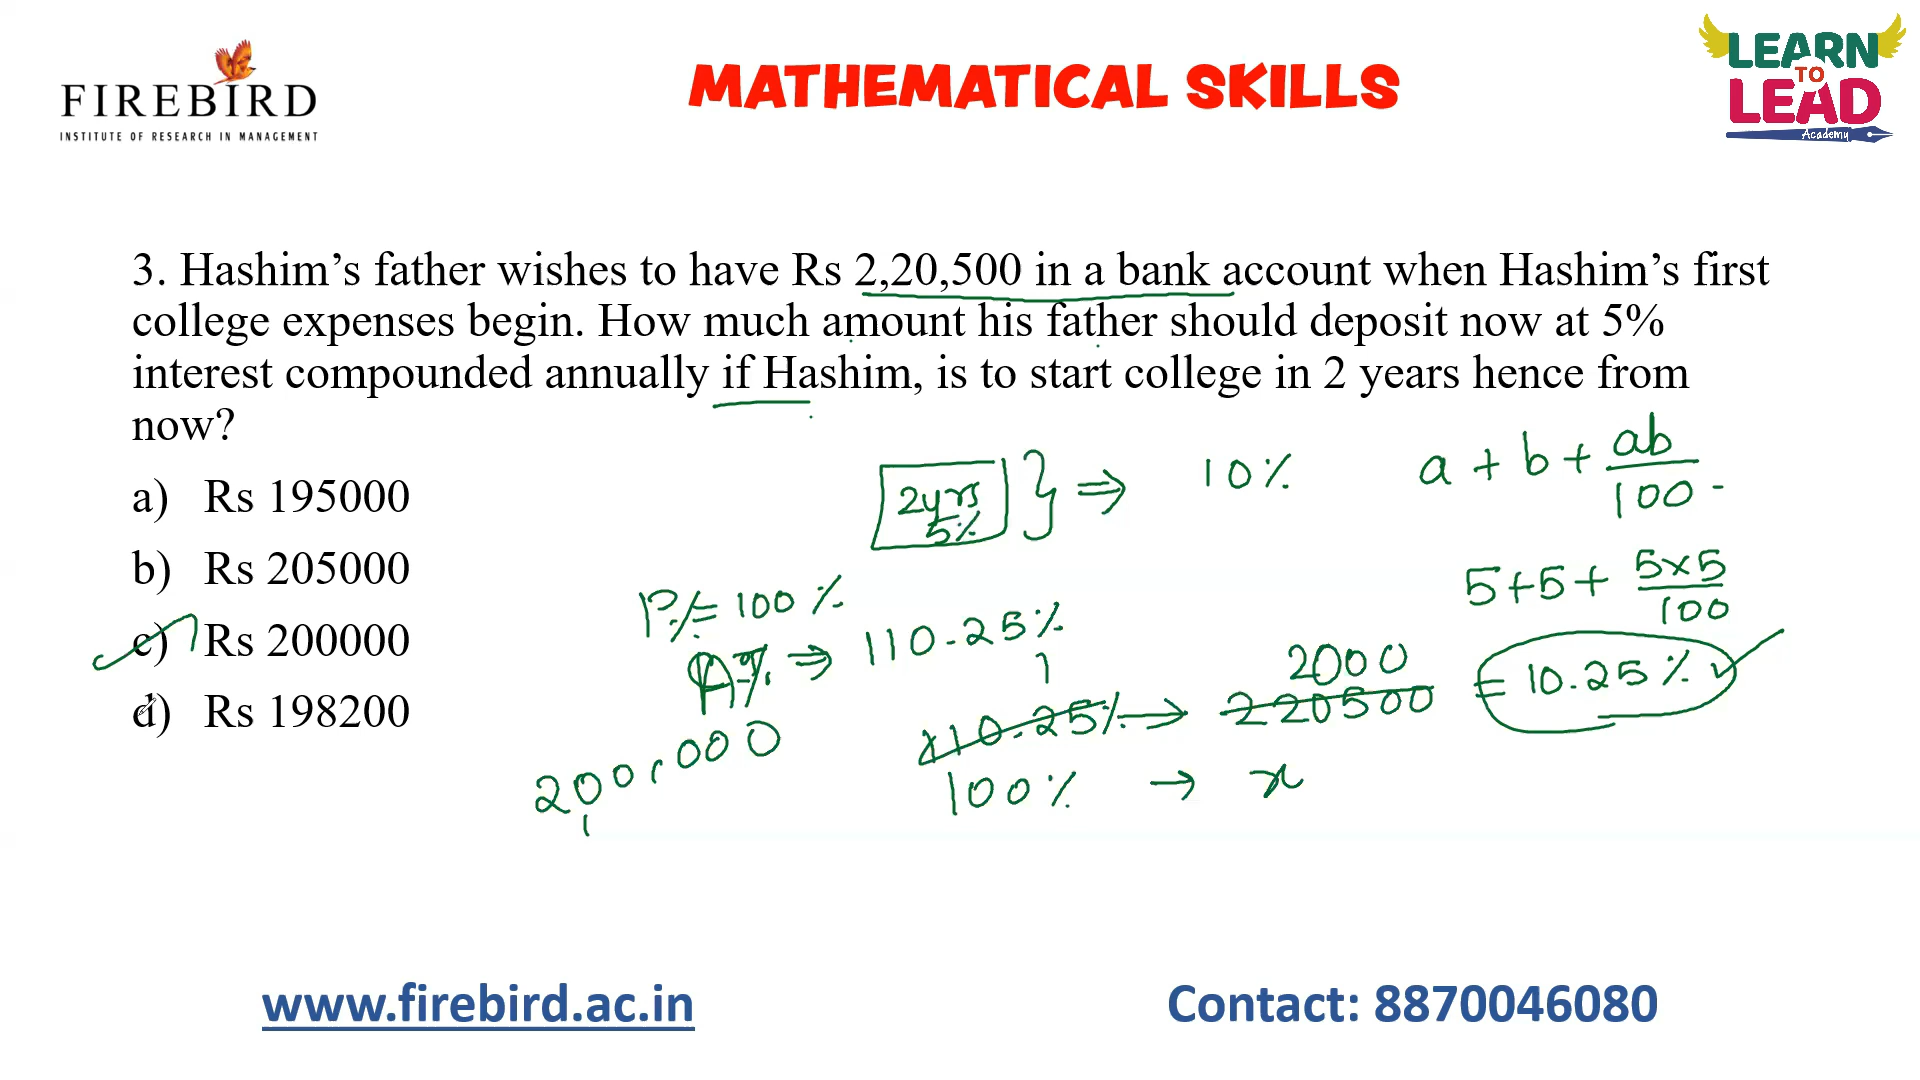 FIREBIRD
INSTITUTE OF RESEARCH IN MANAGEMENT
MATHEMATICAL SKILLS
LEARN
TO
LEAD
Academy
3. Hashim’s father wishes to have Rs 2,20,500 in a bank account when Hashim’s first
college expenses begin. How much amount his father should deposit now at 5%
interest compounded annually if Hashim, is to start college in 2 years hence from
now?
a) Rs 195000
b) Rs 205000
c) Rs 200000
d) Rs 198200
2yrs
5%
} ⇒ 10%
a + b + ab/100
5+5+ 5×5/100
= 10.25%
P% = 100%
A% ⇒ 110.25%
1
2000
110.25% → 220500
100% → x
200,000
www.firebird.ac.in
Contact: 8870046080